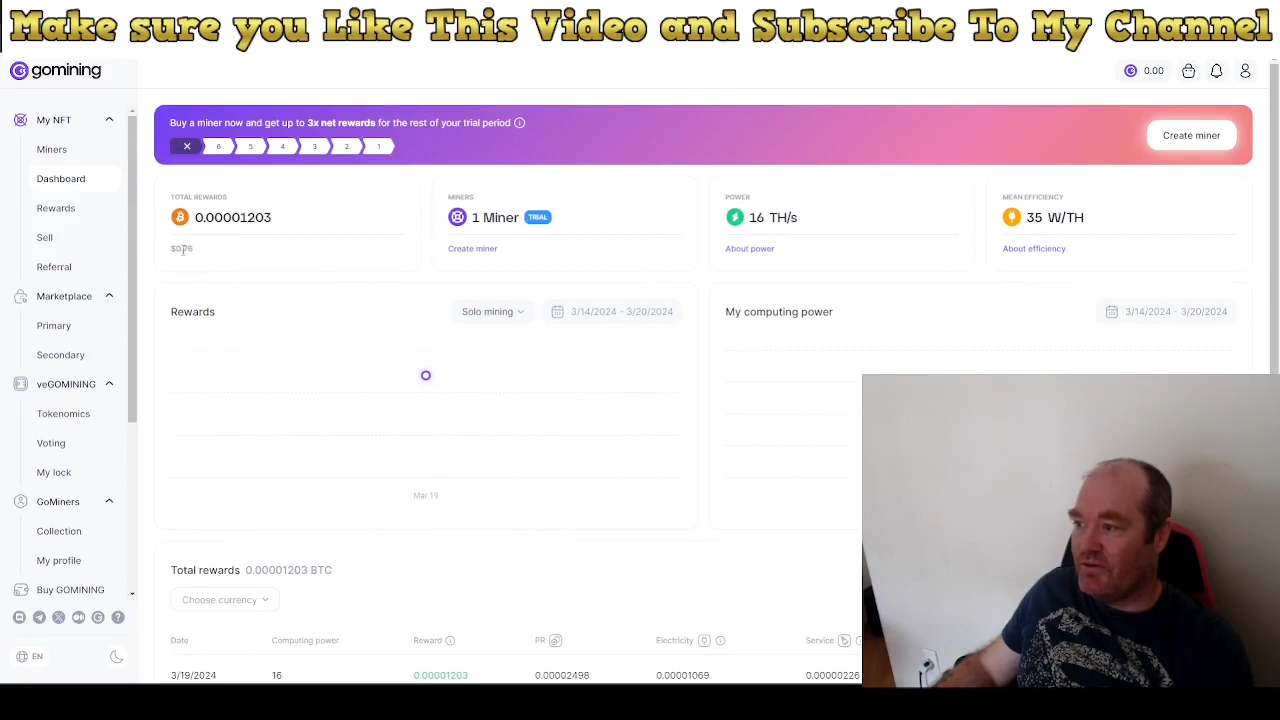 Make sure you Like This Video and Subscribe To My Channel
gomining
0.00
My NFT
Miners
Dashboard
Rewards
Sell
Referral
Marketplace
Primary
Secondary
veGOMINING
Tokenomics
Voting
My lock
GoMiners
Collection
My profile
Buy GOMINING
EN
Buy a miner now and get up to 3x net rewards for the rest of your trial period
6 5 4 3 2 1
Create miner
TOTAL REWARDS
0.00001203
MINERS
1 Miner TRIAL
Create miner
POWER
16 TH/s
About power
MEAN EFFICIENCY
35 W/TH
About efficiency
Rewards
Solo mining
3/14/2024 - 3/20/2024
Mar 19
My computing power
3/14/2024 - 3/20/2024
Total rewards 0.00001203 BTC
Choose currency
Date Computing power Reward PR Electricity Service
3/19/2024 16 0.00001203 0.00002498 0.00001069 0.00000226